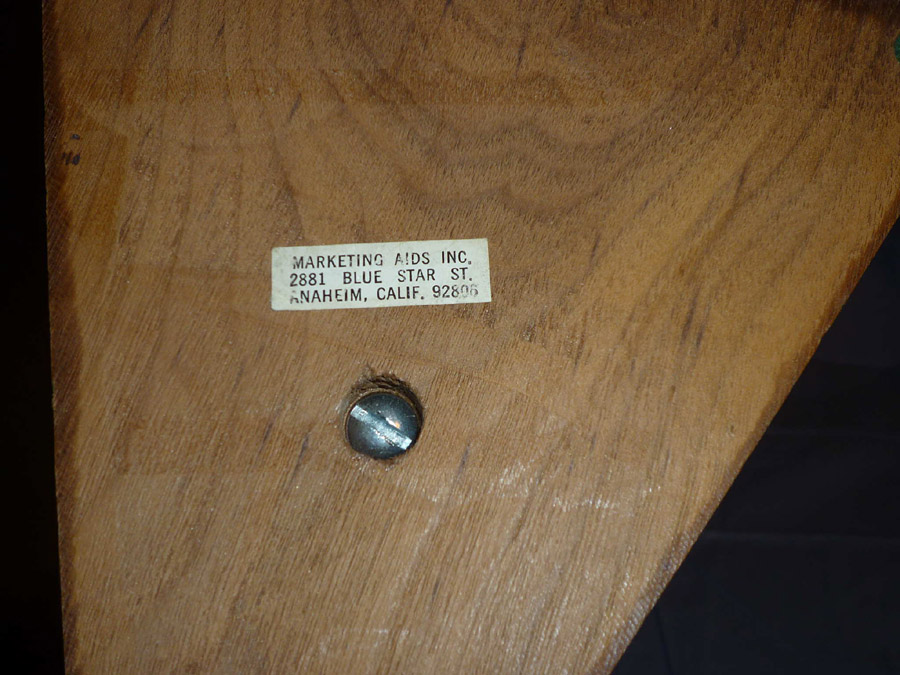 MARKETING AIDS INC.
2881 BLUE STAR ST.
ANAHEIM, CALIF. 92806